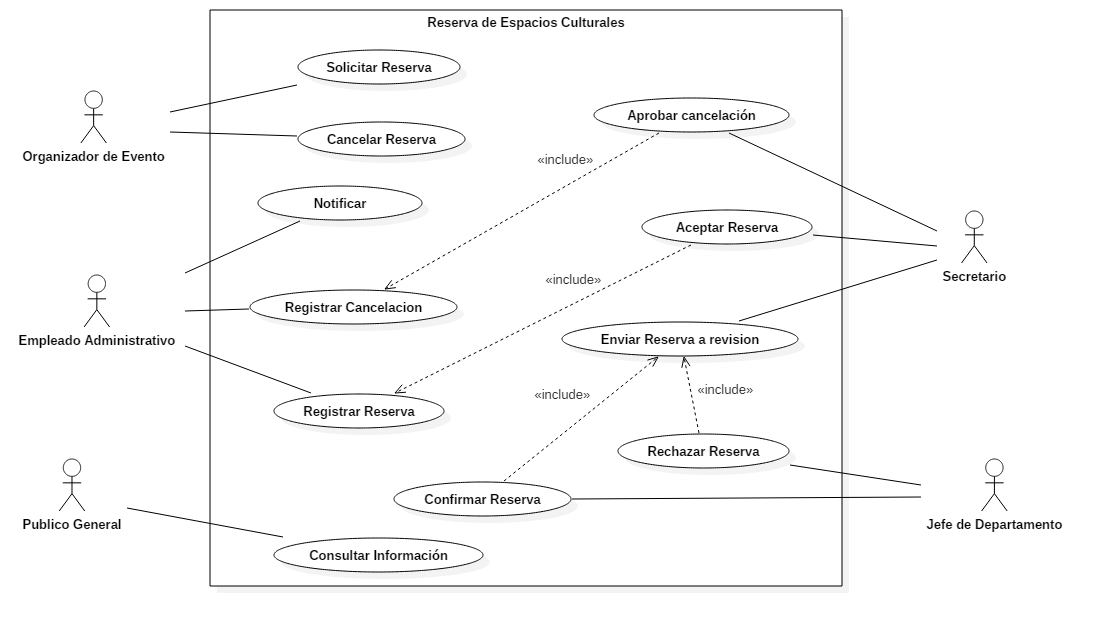 Reserva de Espacios Culturales
Solicitar Reserva
Aprobar cancelación
Cancelar Reserva
Organizador de Evento
«include»
Notificar
Aceptar Reserva
Secretario
«include»
Registrar Cancelacion
Empleado Administrativo
Enviar Reserva a revision
«include»
«include»
Registrar Reserva
Rechazar Reserva
Confirmar Reserva
Publico General
Jefe de Departamento
Consultar Información